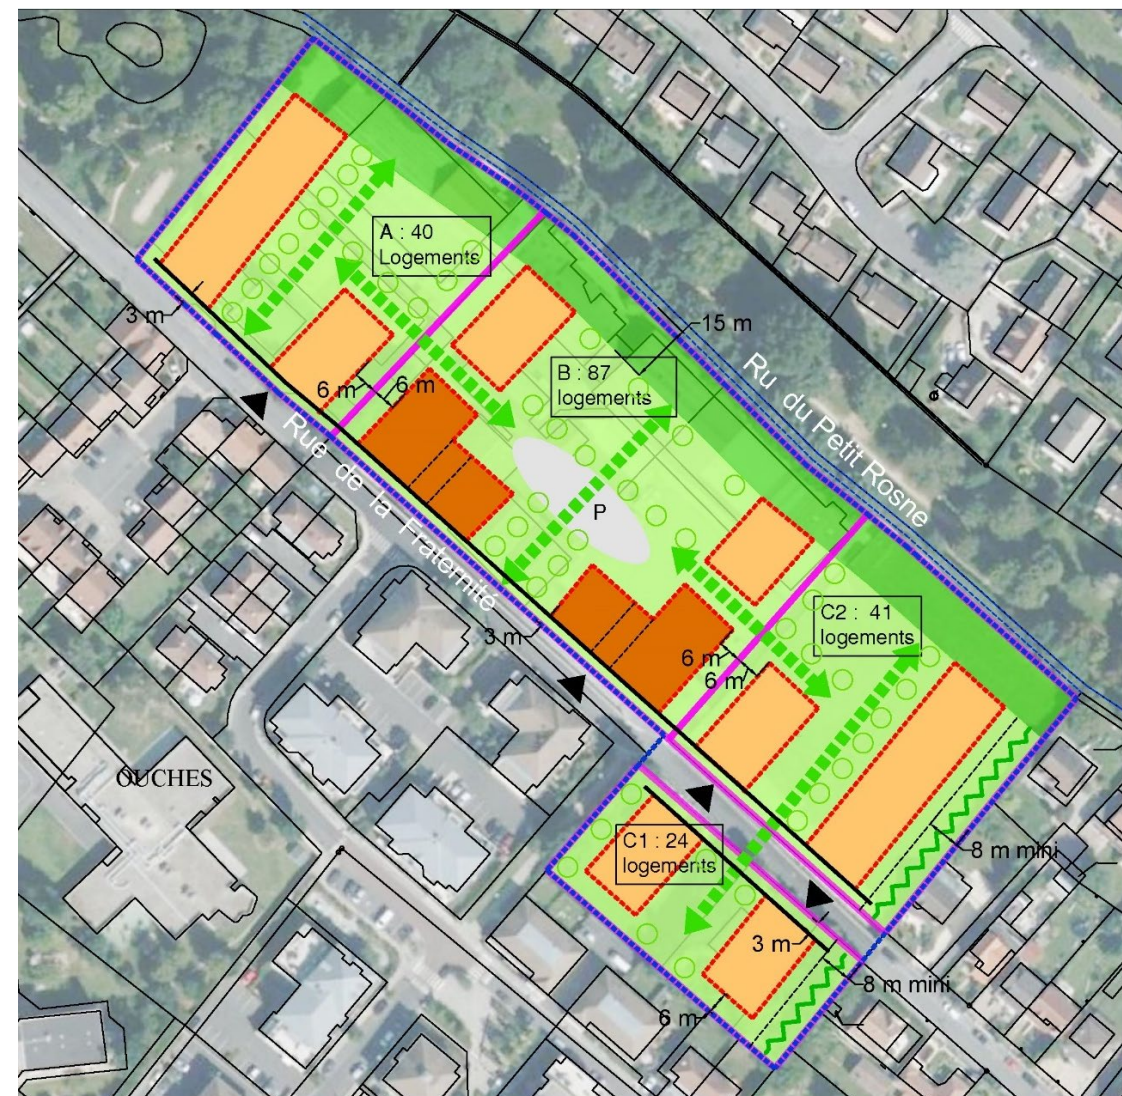 A : 40
Logements
3 m
15 m
Ru du Petit Rosne
B : 87
logements
6 m
6 m
Rue de la Fraternité
P
C2 : 41
logements
3 m
6 m
6 m
OUCHES
C1 : 24
logements
8 m mini
3 m
8 m mini
6 m